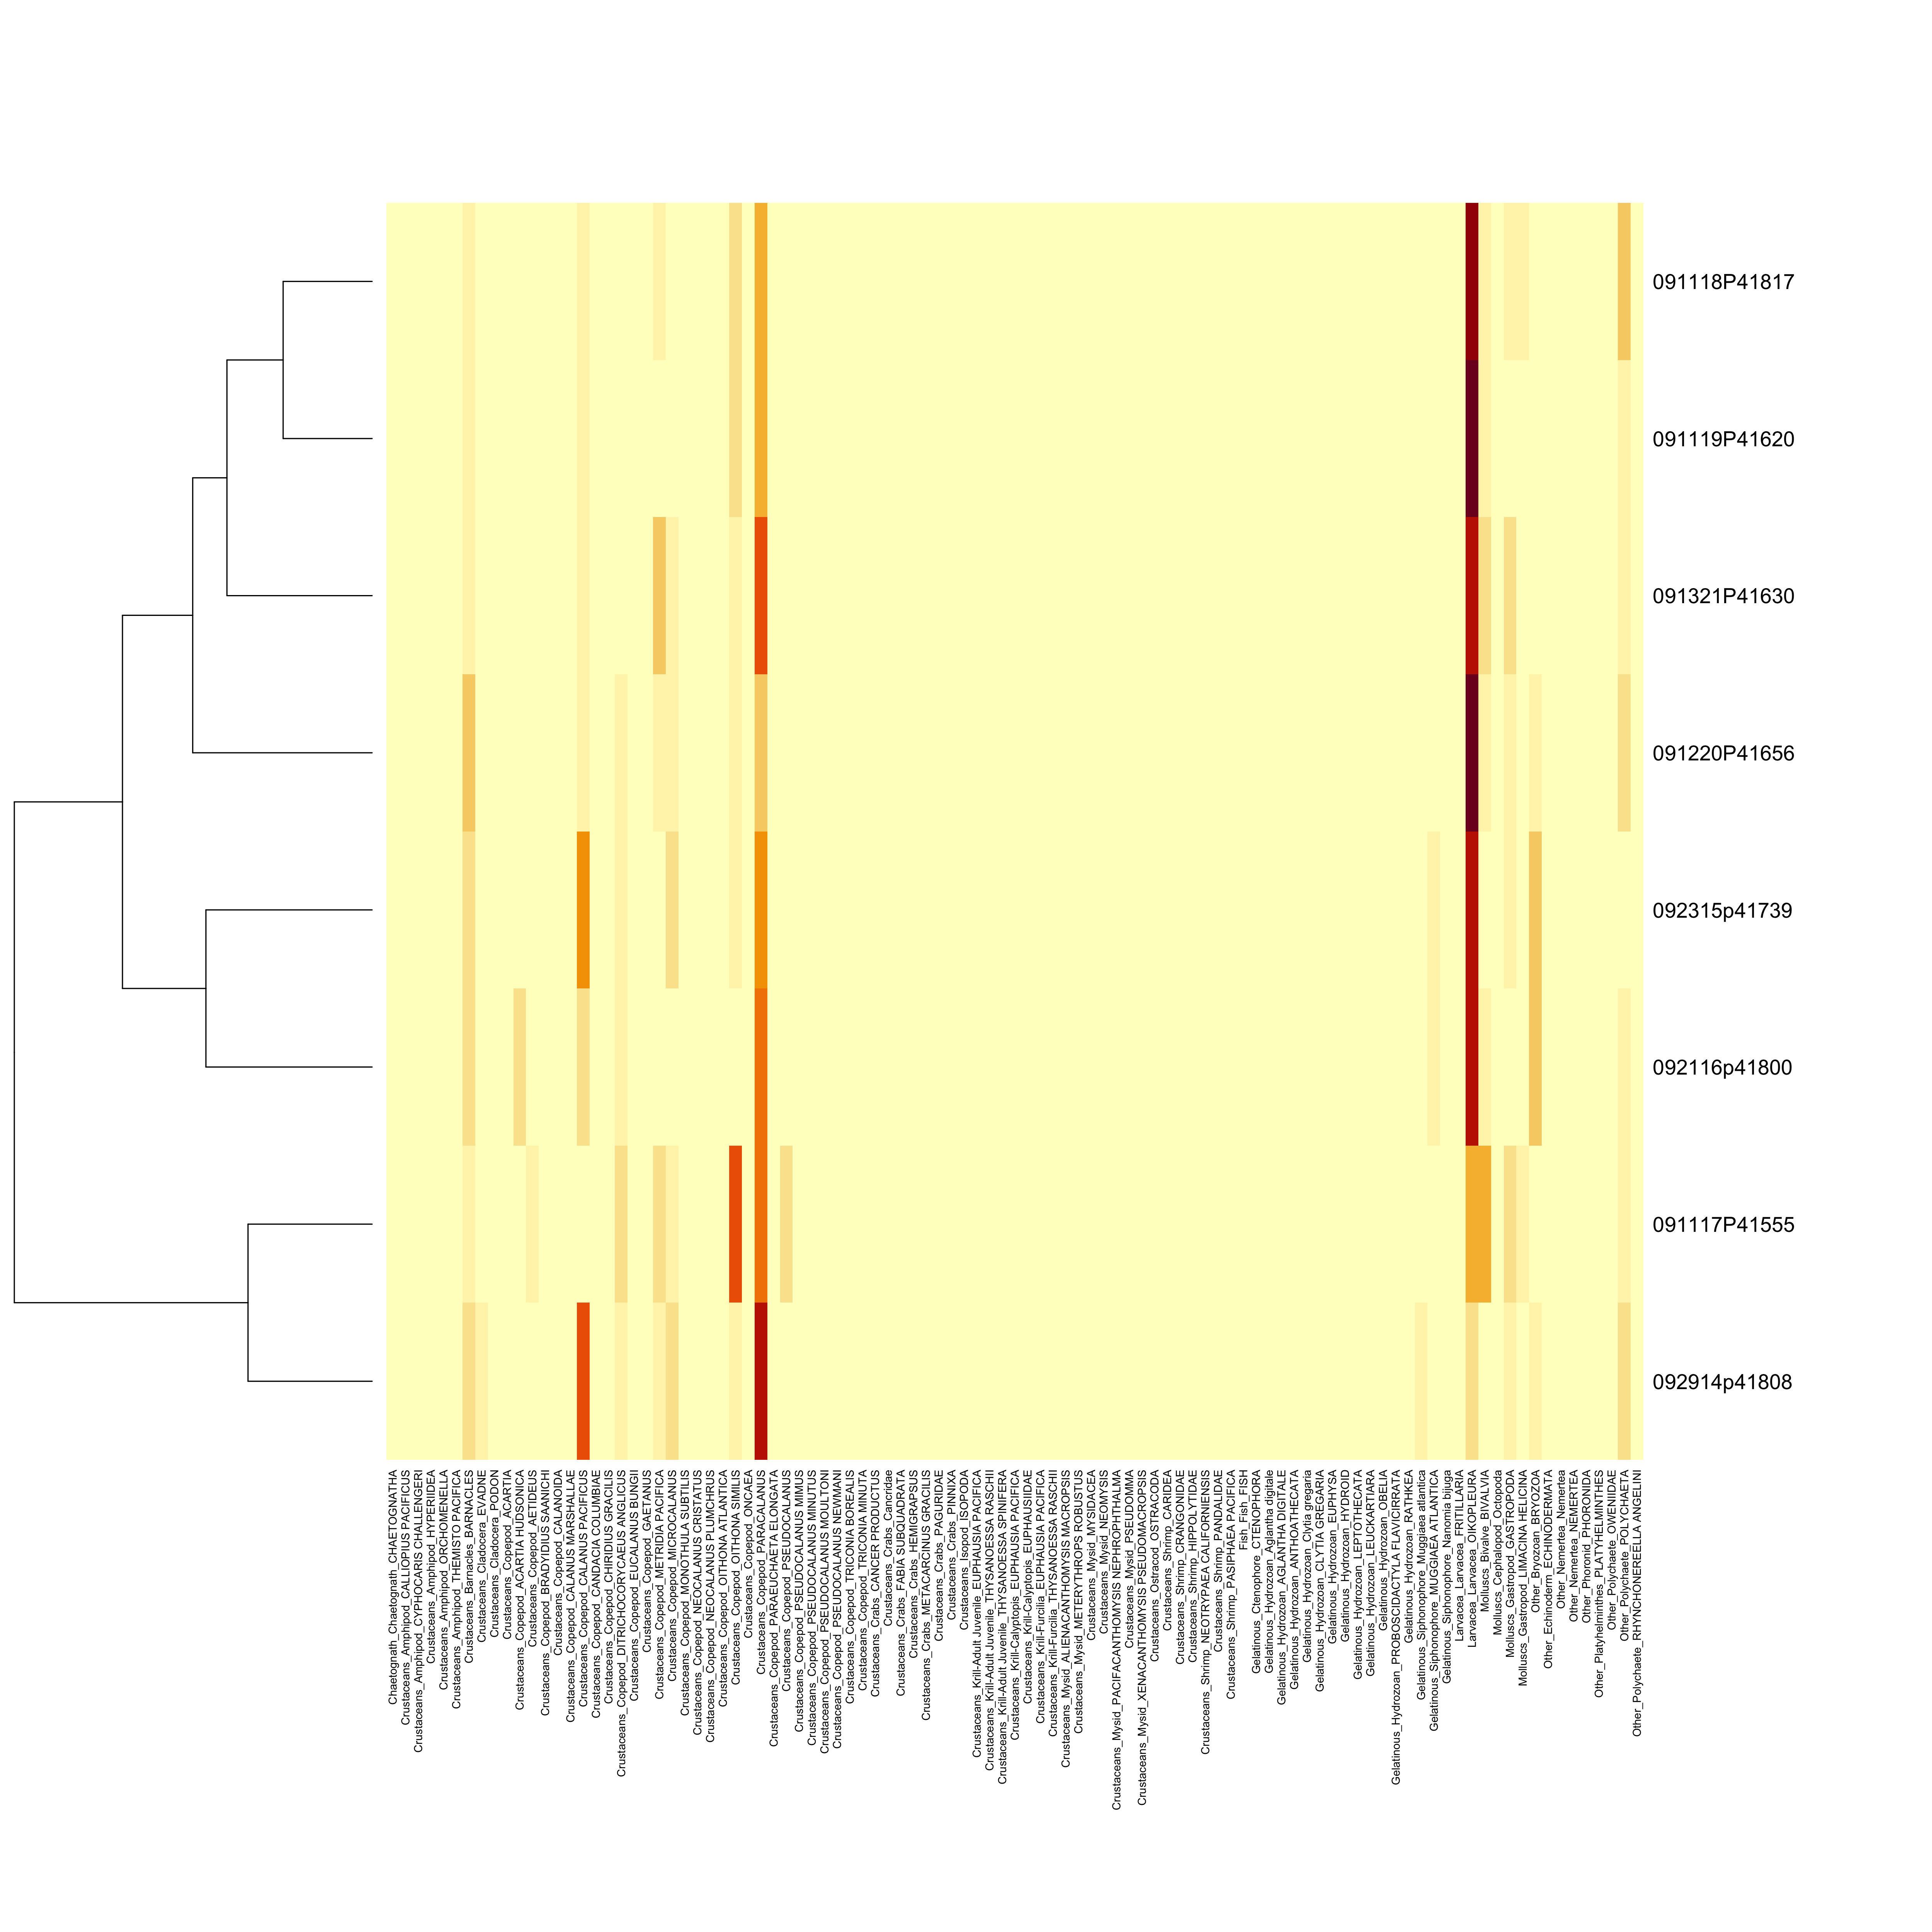 091118P41817
091119P41620
091321P41630
091220P41656
092315p41739
092116p41800
091117P41555
092914p41808
Chaetognath_Chaetognath_CHAETOGNATHA
Crustaceans_Amphipod_CALLIOPIUS PACIFICUS
Crustaceans_Amphipod_CYPHOCARIS CHALLENGERI
Crustaceans_Amphipod_HYPERIIDEA
Crustaceans_Amphipod_ORCHOMENELLA
Crustaceans_Amphipod_THEMISTO PACIFICA
Crustaceans_Barnacles_BARNACLES
Crustaceans_Cladocera_EVADNE
Crustaceans_Cladocera_PODON
Crustaceans_Copepod_ACARTIA
Crustaceans_Copepod_ACARTIA HUDSONICA
Crustaceans_Copepod_AETIDEUS
Crustaceans_Copepod_BRADYIDIUS SAANICHI
Crustaceans_Copepod_CALANOIDA
Crustaceans_Copepod_CALANUS MARSHALLAE
Crustaceans_Copepod_CALANUS PACIFICUS
Crustaceans_Copepod_CANDACIA COLUMBIAE
Crustaceans_Copepod_CHIRIDIUS GRACILIS
Crustaceans_Copepod_DITRICHOCORYCAEUS ANGLICUS
Crustaceans_Copepod_EUCALANUS BUNGII
Crustaceans_Copepod_GAETANUS
Crustaceans_Copepod_METRIDIA PACIFICA
Crustaceans_Copepod_MICROCALANUS
Crustaceans_Copepod_MONOTHULA SUBTILIS
Crustaceans_Copepod_NEOCALANUS CRISTATUS
Crustaceans_Copepod_NEOCALANUS PLUMCHRUS
Crustaceans_Copepod_OITHONA ATLANTICA
Crustaceans_Copepod_OITHONA SIMILIS
Crustaceans_Copepod_ONCAEA
Crustaceans_Copepod_PARACALANUS
Crustaceans_Copepod_PARAEUCHAETA ELONGATA
Crustaceans_Copepod_PSEUDOCALANUS
Crustaceans_Copepod_PSEUDOCALANUS MIMUS
Crustaceans_Copepod_PSEUDOCALANUS MINUTUS
Crustaceans_Copepod_PSEUDOCALANUS MOULTONI
Crustaceans_Copepod_PSEUDOCALANUS NEWMANI
Crustaceans_Copepod_TRICONIA BOREALIS
Crustaceans_Copepod_TRICONIA MINUTA
Crustaceans_Crabs_CANCER PRODUCTUS
Crustaceans_Crabs_Cancridae
Crustaceans_Crabs_FABIA SUBQUADRATA
Crustaceans_Crabs_HEMIGRAPSUS
Crustaceans_Crabs_METACARCINUS GRACILIS
Crustaceans_Crabs_PAGURIDAE
Crustaceans_Crabs_PINNIXA
Crustaceans_Isopod_ISOPODA
Crustaceans_Krill-Adult Juvenile_EUPHAUSIA PACIFICA
Crustaceans_Krill-Adult Juvenile_THYSANOESSA RASCHII
Crustaceans_Krill-Adult Juvenile_THYSANOESSA SPINIFERA
Crustaceans_Krill-Calyptopis_EUPHAUSIA PACIFICA
Crustaceans_Krill-Calyptopis_EUPHAUSIIDAE
Crustaceans_Krill-Furcilia_EUPHAUSIA PACIFICA
Crustaceans_Krill-Furcilia_THYSANOESSA RASCHII
Crustaceans_Mysid_ALIENACANTHOMYSIS MACROPSIS
Crustaceans_Mysid_METERYTHROPS ROBUSTUS
Crustaceans_Mysid_MYSIDACEA
Crustaceans_Mysid_NEOMYSIS
Crustaceans_Mysid_PACIFACANTHOMYSIS NEPHROPHTHALMA
Crustaceans_Mysid_PSEUDOMMA
Crustaceans_Mysid_XENACANTHOMYSIS PSEUDOMACROPSIS
Crustaceans_Ostracod_OSTRACODA
Crustaceans_Shrimp_CARIDEA
Crustaceans_Shrimp_CRANGONIDAE
Crustaceans_Shrimp_HIPPOLYTIDAE
Crustaceans_Shrimp_NEOTRYPAEA CALIFORNIENSIS
Crustaceans_Shrimp_PANDALIDAE
Crustaceans_Shrimp_PASIPHAEA PACIFICA
Fish_Fish_FISH
Gelatinous_Ctenophore_CTENOPHORA
Gelatinous_Hydrozoan_Aglantha digitale
Gelatinous_Hydrozoan_AGLANTHA DIGITALE
Gelatinous_Hydrozoan_ANTHOATHECATA
Gelatinous_Hydrozoan_Clytia gregaria
Gelatinous_Hydrozoan_CLYTIA GREGARIA
Gelatinous_Hydrozoan_EUPHYSA
Gelatinous_Hydrozoan_HYDROID
Gelatinous_Hydrozoan_LEPTOTHECATA
Gelatinous_Hydrozoan_LEUCKARTIARA
Gelatinous_Hydrozoan_OBELIA
Gelatinous_Hydrozoan_PROBOSCIDACTYLA FLAVICIRRATA
Gelatinous_Hydrozoan_RATHKEA
Gelatinous_Siphonophore_Muggiaea atlantica
Gelatinous_Siphonophore_MUGGIAEA ATLANTICA
Gelatinous_Siphonophore_Nanomia bijuga
Larvacea_Larvacea_FRITILLARIA
Larvacea_Larvacea_OIKOPLEURA
Molluscs_Bivalve_BIVALVIA
Molluscs_Cephalopod_Octopoda
Molluscs_Gastropod_GASTROPODA
Molluscs_Gastropod_LIMACINA HELICINA
Other_Bryozoan_BRYOZOA
Other_Echinoderm_ECHINODERMATA
Other_Nemertea_Nemertea
Other_Nemertea_NEMERTEA
Other_Phoronid_PHORONIDA
Other_Platyhelminthes_PLATYHELMINTHES
Other_Polychaete_OWENIIDAE
Other_Polychaete_POLYCHAETA
Other_Polychaete_RHYNCHONEREELLA ANGELINI